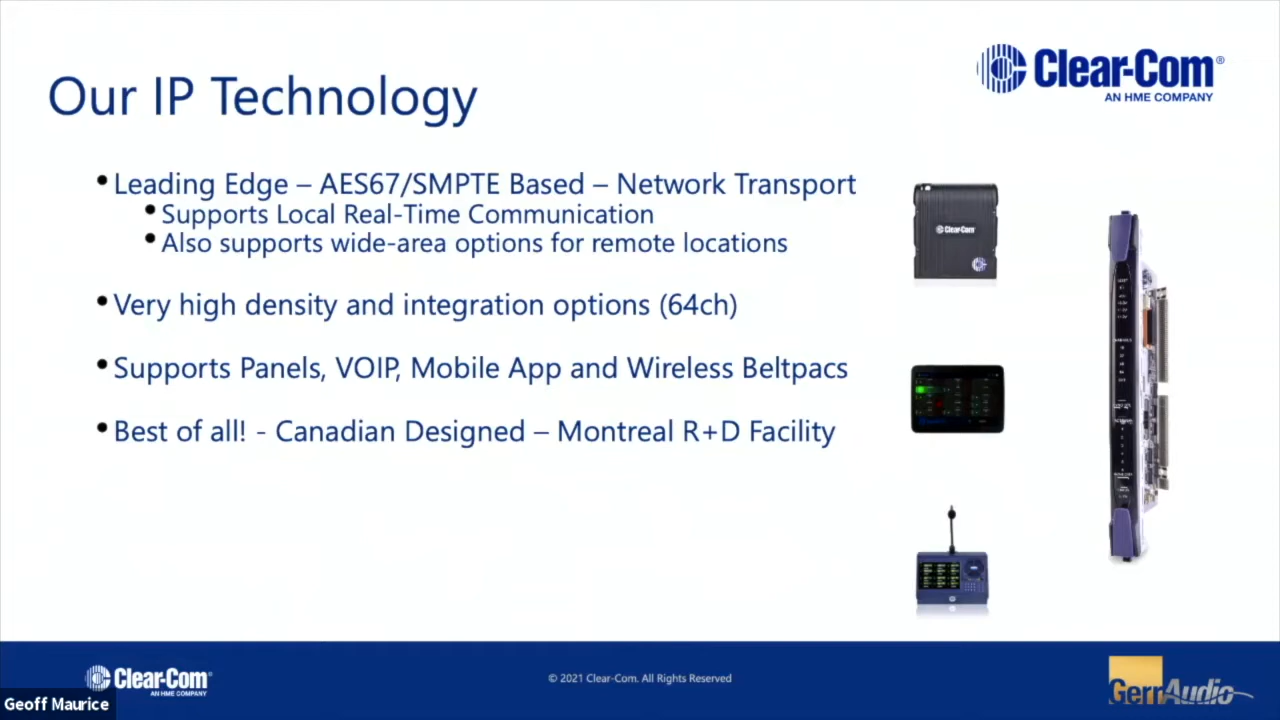 Our IP Technology
Clear-Com®
AN HME COMPANY
• Leading Edge – AES67/SMPTE Based – Network Transport
• Supports Local Real-Time Communication
• Also supports wide-area options for remote locations
• Very high density and integration options (64ch)
• Supports Panels, VOIP, Mobile App and Wireless Beltpacs
• Best of all! - Canadian Designed – Montreal R+D Facility
Clear-Com
Clear-Com®
AN HME COMPANY
© 2021 Clear-Com. All Rights Reserved
GerrAudio
Geoff Maurice